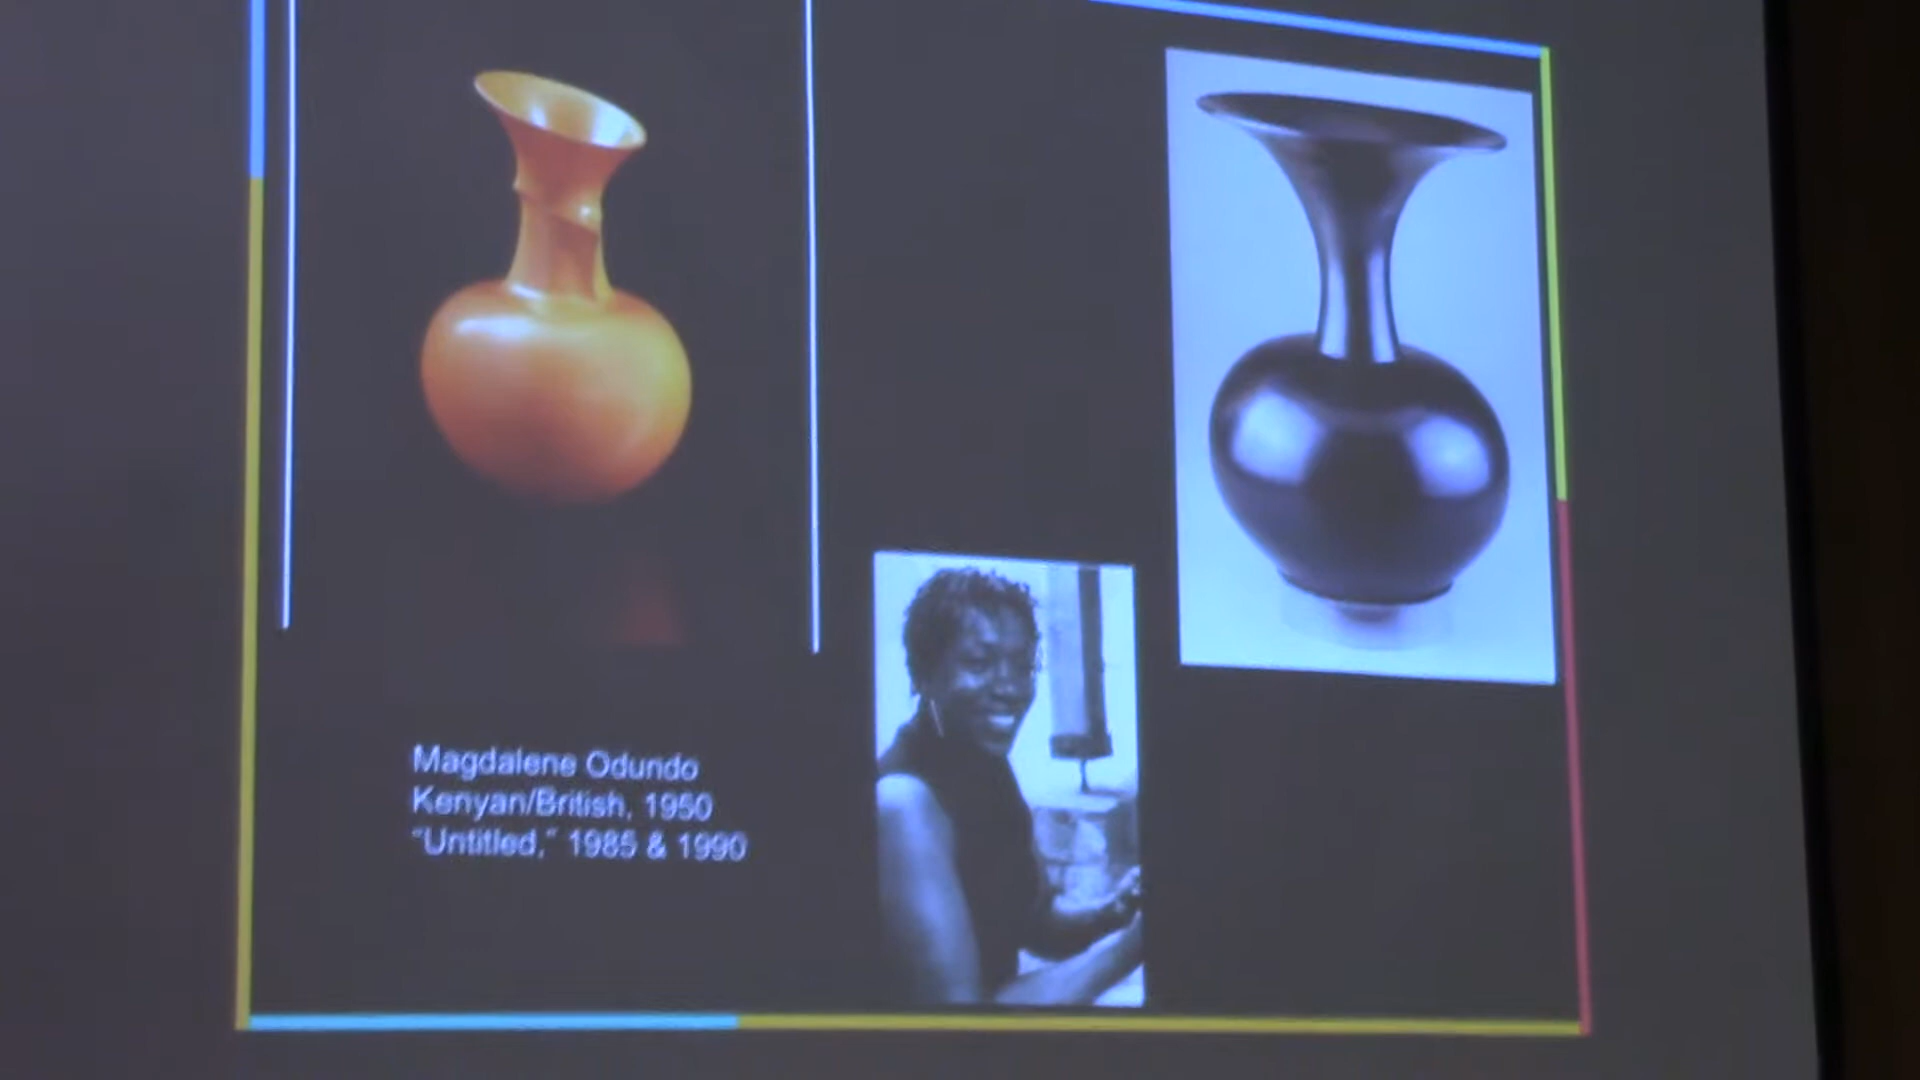 Magdalene Odundo
Kenyan/British, 1950
"Untitled," 1985 & 1990